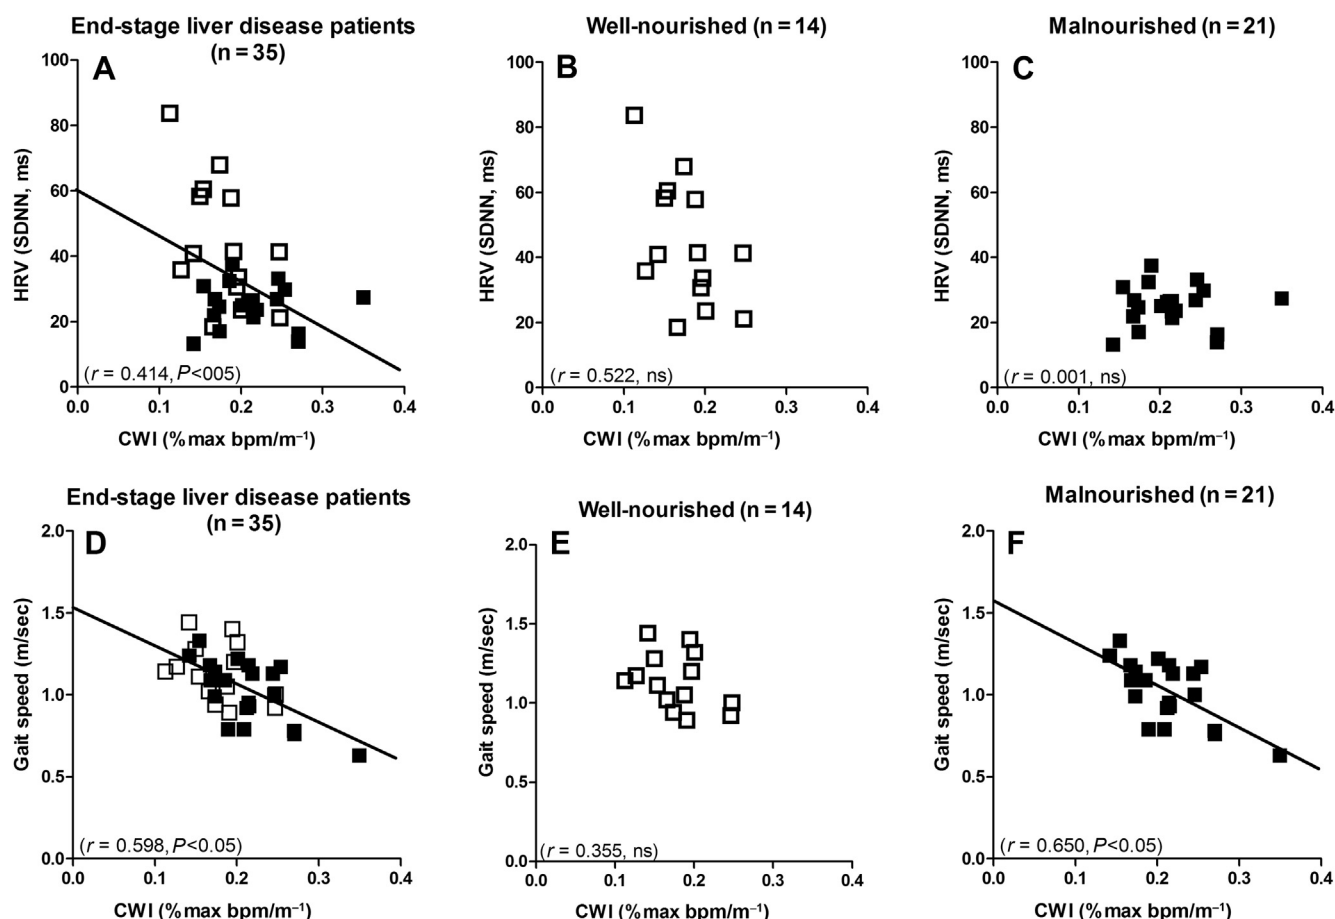 End-stage liver disease patients
(n = 35)
A
HRV (SDNN, ms)
100
80
60
40
20
0
(r = 0.414, P<005)
0.0 0.1 0.2 0.3 0.4
CWI (%max bpm/m⁻¹)
Well-nourished (n = 14)
B
HRV (SDNN, ms)
100
80
60
40
20
0
(r = 0.522, ns)
0.0 0.1 0.2 0.3 0.4
CWI (%max bpm/m⁻¹)
Malnourished (n = 21)
C
HRV (SDNN, ms)
100
80
60
40
20
0
(r = 0.001, ns)
0.0 0.1 0.2 0.3 0.4
CWI (%max bpm/m⁻¹)
End-stage liver disease patients
(n = 35)
D
Gait speed (m/sec)
2.0
1.5
1.0
0.5
0.0
(r = 0.598, P<0.05)
0.0 0.1 0.2 0.3 0.4
CWI (%max bpm/m⁻¹)
Well-nourished (n = 14)
E
Gait speed (m/sec)
2.0
1.5
1.0
0.5
0.0
(r = 0.355, ns)
0.0 0.1 0.2 0.3 0.4
CWI (%max bpm/m⁻¹)
Malnourished (n = 21)
F
Gait speed (m/sec)
2.0
1.5
1.0
0.5
0.0
(r = 0.650, P<0.05)
0.0 0.1 0.2 0.3 0.4
CWI (%max bpm/m⁻¹)